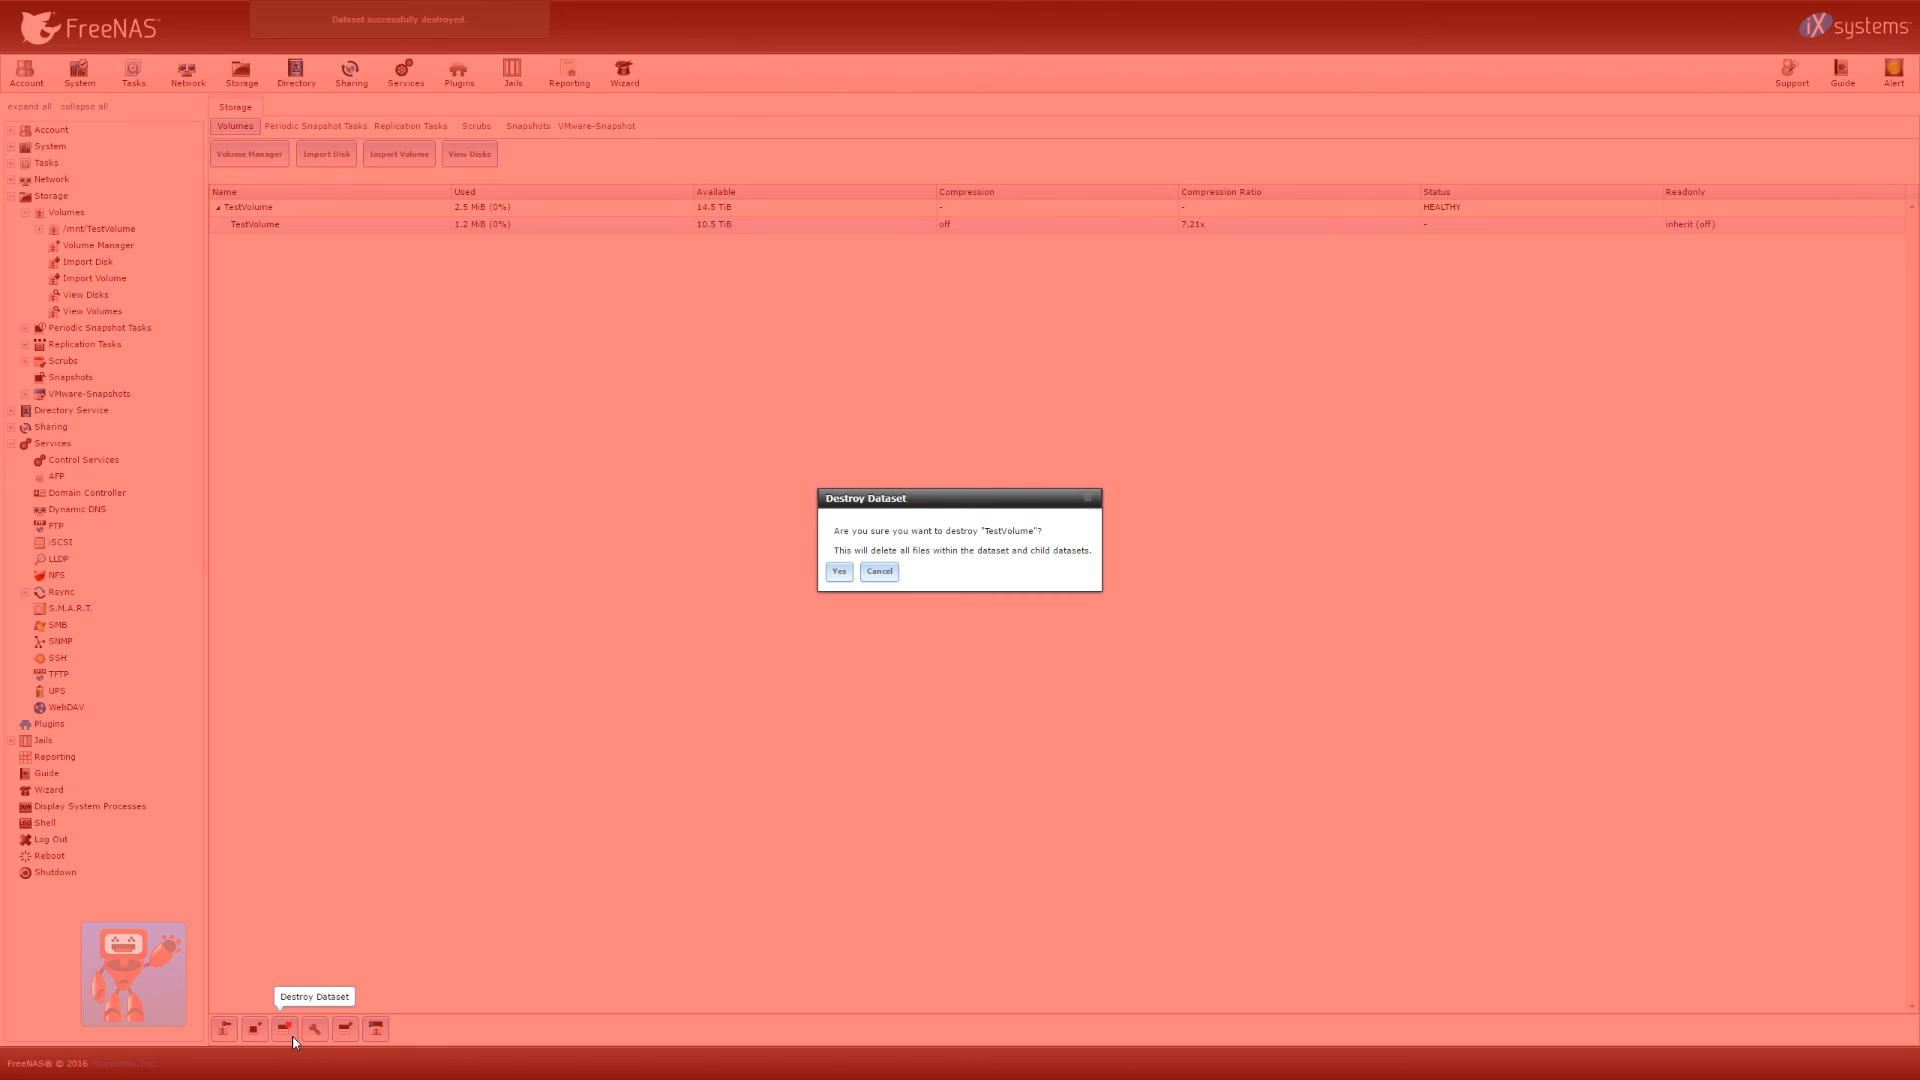 FreeNAS
Dataset successfully destroyed.
iXsystems
Account System Tasks Network Storage Directory Sharing Services Plugins Jails Reporting Wizard Support Guide Alert
expand all collapse all
Storage
Volumes Periodic Snapshot Tasks Replication Tasks Scrubs Snapshots VMware-Snapshot
Volume Manager Import Disk Import Volume View Disks
Name Used Available Compression Compression Ratio Status Readonly
TestVolume 2.5 MiB (0%) 14.5 TiB - - HEALTHY
TestVolume 1.2 MiB (0%) 10.5 TiB off 7.21x - inherit (off)
Account
System
Tasks
Network
Storage
Volumes
/mnt/TestVolume
Volume Manager
Import Disk
Import Volume
View Disks
View Volumes
Periodic Snapshot Tasks
Replication Tasks
Scrubs
Snapshots
VMware-Snapshots
Directory Service
Sharing
Services
Control Services
AFP
Domain Controller
Dynamic DNS
FTP
iSCSI
LLDP
NFS
Rsync
S.M.A.R.T.
SMB
SNMP
SSH
TFTP
UPS
WebDAV
Plugins
Jails
Reporting
Guide
Wizard
Display System Processes
Shell
Log Out
Reboot
Shutdown
Destroy Dataset
Are you sure you want to destroy "TestVolume"?
This will delete all files within the dataset and child datasets.
Yes Cancel
Destroy Dataset
FreeNAS® © 2016 iXsystems, Inc.